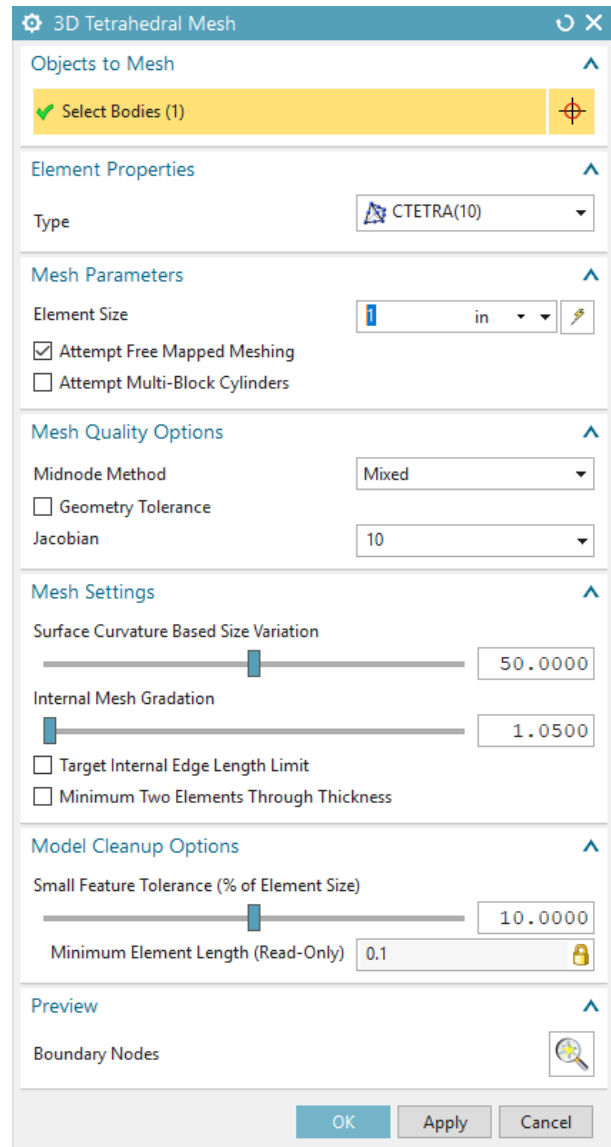 3D Tetrahedral Mesh
Objects to Mesh
Select Bodies (1)
Element Properties
Type CTETRA(10)
Mesh Parameters
Element Size 1 in
Attempt Free Mapped Meshing
Attempt Multi-Block Cylinders
Mesh Quality Options
Midnode Method Mixed
Geometry Tolerance
Jacobian 10
Mesh Settings
Surface Curvature Based Size Variation
50.0000
Internal Mesh Gradation
1.0500
Target Internal Edge Length Limit
Minimum Two Elements Through Thickness
Model Cleanup Options
Small Feature Tolerance (% of Element Size)
10.0000
Minimum Element Length (Read-Only) 0.1
Preview
Boundary Nodes
OK Apply Cancel